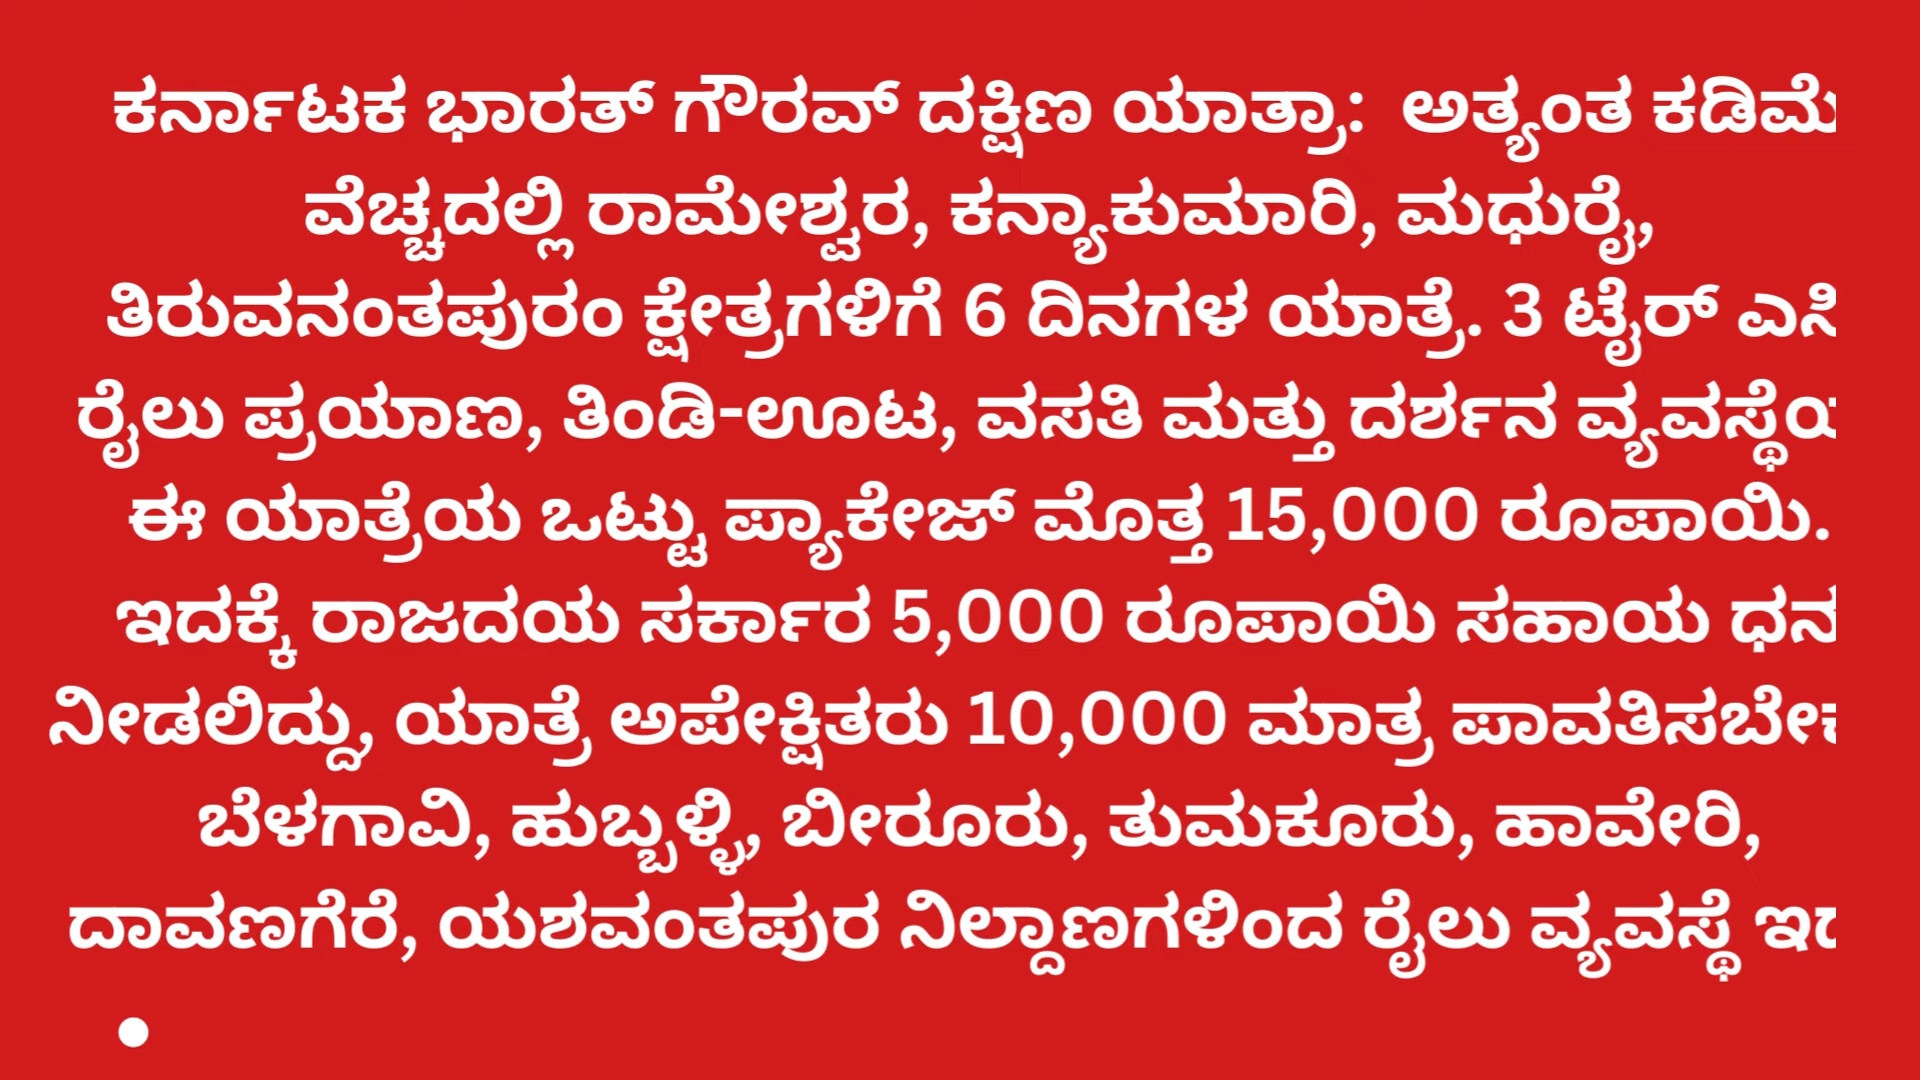 ಕರ್ನಾಟಕ ಭಾರತ್ ಗೌರವ್ ದಕ್ಷಿಣ ಯಾತ್ರಾ: ಅತ್ಯಂತ ಕಡಿಮೆ
ವೆಚ್ಚದಲ್ಲಿ ರಾಮೇಶ್ವರ, ಕನ್ಯಾಕುಮಾರಿ, ಮಧುರೈ,
ತಿರುವನಂತಪುರಂ ಕ್ಷೇತ್ರಗಳಿಗೆ 6 ದಿನಗಳ ಯಾತ್ರೆ. 3 ಟೈರ್ ಎಸಿ
ರೈಲು ಪ್ರಯಾಣ, ತಿಂಡಿ-ಊಟ, ವಸತಿ ಮತ್ತು ದರ್ಶನ
ಈ ಯಾತ್ರೆಯ ಒಟ್ಟು ಪ್ಯಾಕೇಜ್ ಮೊತ್ತ 15,000 ರೂಪಾಯಿ.
ಇದಕ್ಕೆ ರಾಜದಯ ಸರ್ಕಾರ 5,000 ರೂಪಾಯಿ ಸಹಾಯ ಧನ
ನೀಡಲಿದ್ದು, ಯಾತ್ರೆ ಅಪೇಕ್ಷಿತರು 10,000 ಮಾತ್ರ
ಬೆಳಗಾವಿ, ಹುಬ್ಬಳ್ಳಿ, ಬೀರೂರು, ತುಮಕೂರು, ಹಾವೇರಿ,
ದಾವಣಗೆರೆ, ಯಶವಂತಪುರ ನಿಲ್ದಾಣಗಳಿಂದ ರೈಲು ವ್ಯವಸ್ಥೆ